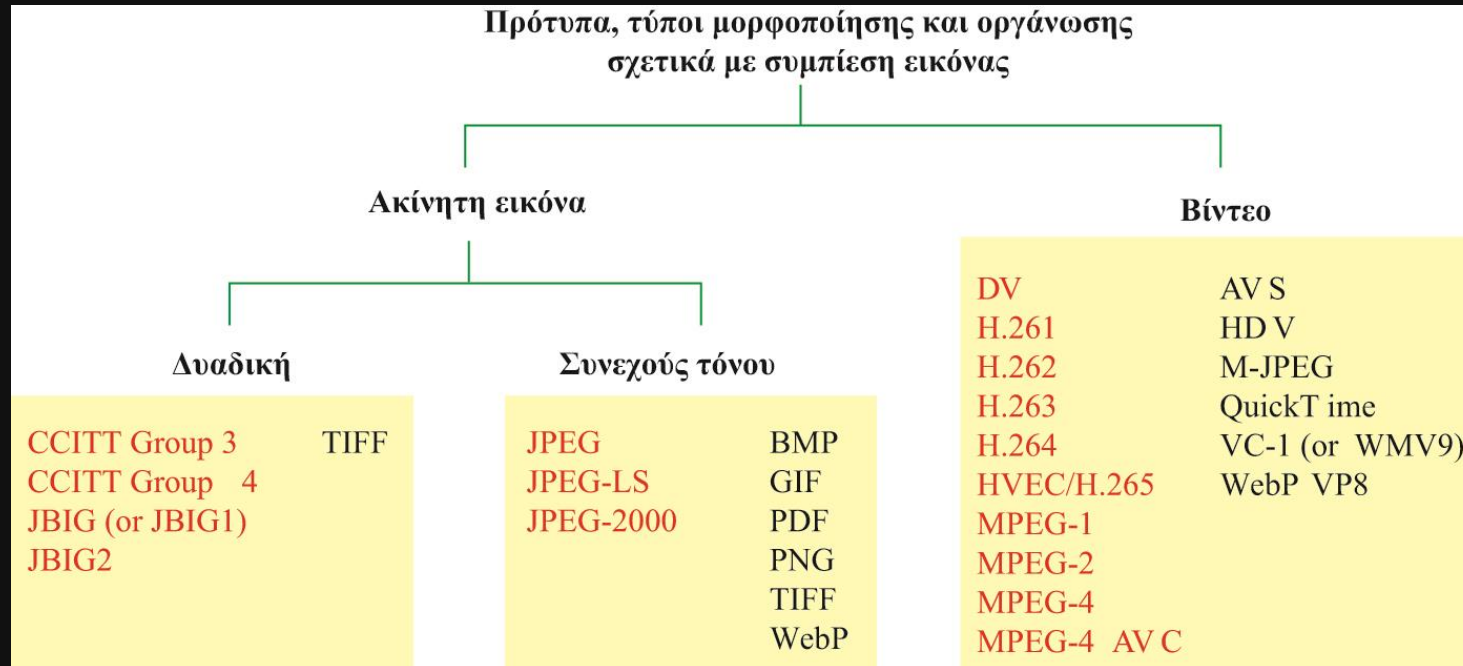 Πρότυπα, τύποι μορφοποίησης και οργάνωσης
σχετικά με συμπίεση εικόνας
Ακίνητη εικόνα
Βίντεο
Δυαδική
Συνεχούς τόνου
CCITT Group 3 TIFF
CCITT Group 4
JBIG (or JBIG1)
JBIG2
JPEG BMP
JPEG-LS GIF
JPEG-2000 PDF
PNG
TIFF
WebP
DV AV S
H.261 HD V
H.262 M-JPEG
H.263 QuickT ime
H.264 VC-1 (or WMV9)
HVEC/H.265 WebP VP8
MPEG-1
MPEG-2
MPEG-4
MPEG-4 AV C